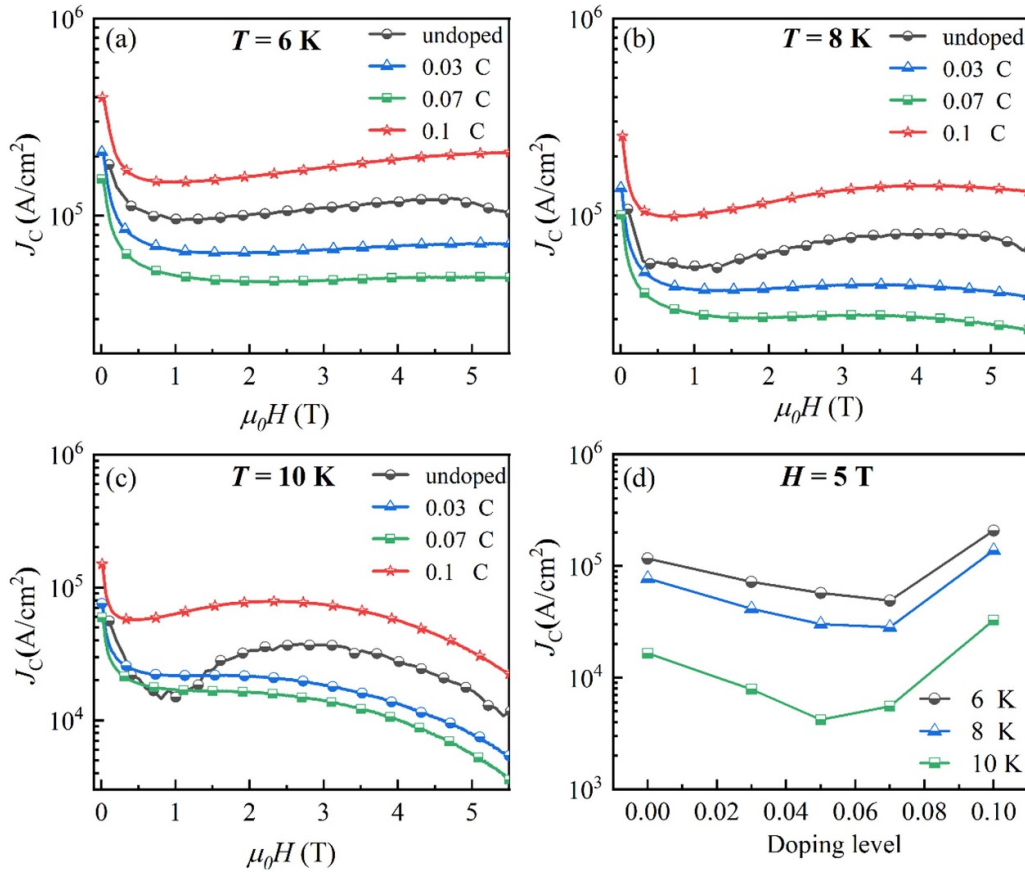 (a) T = 6 K
undoped
0.03 C
0.07 C
0.1 C
10⁶
10⁵
J_C (A/cm²)
0 1 2 3 4 5
μ₀H (T)
(b) T = 8 K
undoped
0.03 C
0.07 C
0.1 C
10⁶
10⁵
J_C (A/cm²)
0 1 2 3 4 5
μ₀H (T)
(c) T = 10 K
undoped
0.03 C
0.07 C
0.1 C
10⁶
10⁵
10⁴
J_C (A/cm²)
0 1 2 3 4 5
μ₀H (T)
(d) H = 5 T
10⁶
10⁵
10⁴
10³
J_C (A/cm²)
6 K
8 K
10 K
0.00 0.02 0.04 0.06 0.08 0.10
Doping level